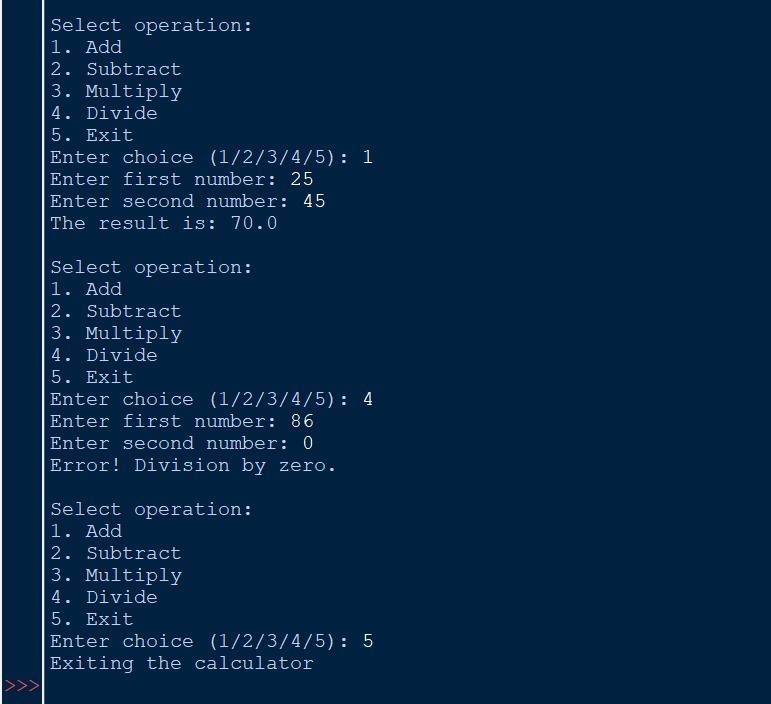 Select operation:
1. Add
2. Subtract
3. Multiply
4. Divide
5. Exit
Enter choice (1/2/3/4/5): 1
Enter first number: 25
Enter second number: 45
The result is: 70.0
Select operation:
1. Add
2. Subtract
3. Multiply
4. Divide
5. Exit
Enter choice (1/2/3/4/5): 4
Enter first number: 86
Enter second number: 0
Error! Division by zero.
Select operation:
1. Add
2. Subtract
3. Multiply
4. Divide
5. Exit
Enter choice (1/2/3/4/5): 5
Exiting the calculator
>>>